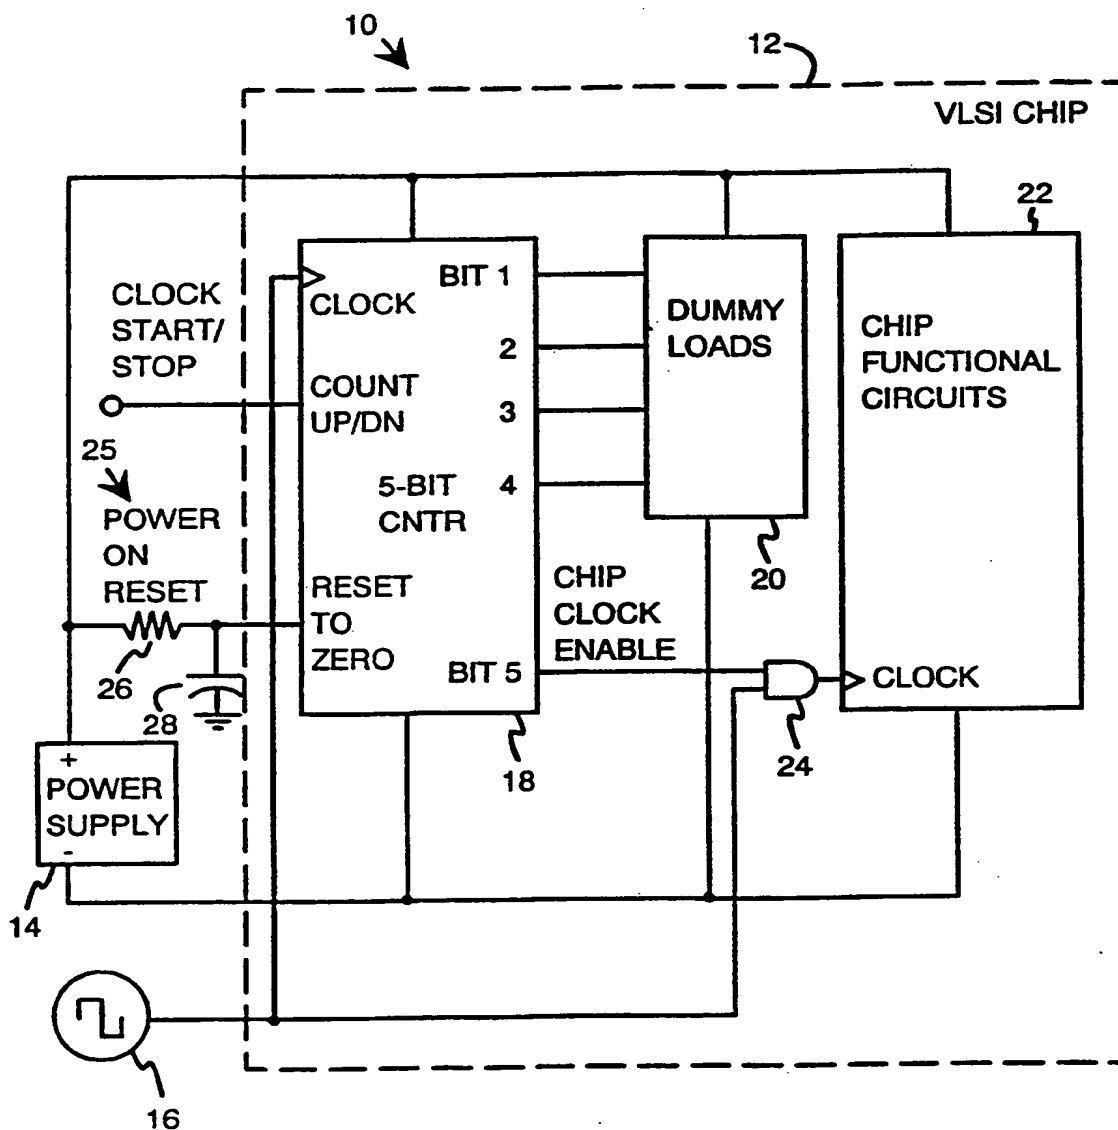 10
12
VLSI CHIP
22
CLOCK
START/
STOP
CLOCK
COUNT
UP/DN
BIT 1
2
3
4
5-BIT
CNTR
DUMMY
LOADS
CHIP
FUNCTIONAL
CIRCUITS
25
POWER
ON
RESET
RESET
TO
ZERO
20
CHIP
CLOCK
ENABLE
BIT 5
CLOCK
26
28
18
24
+
POWER
SUPPLY
-
14
16